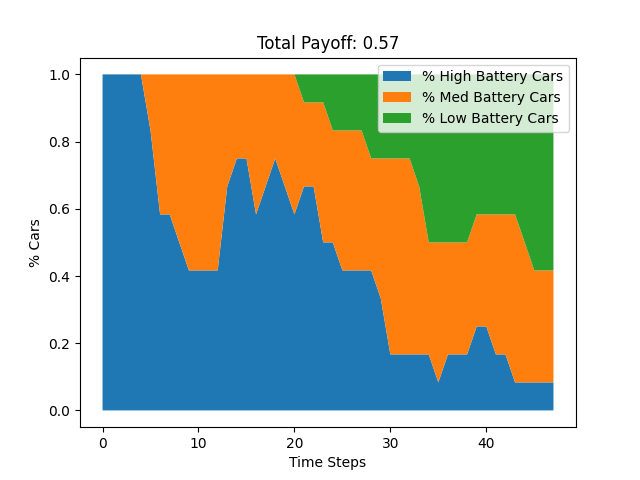 Total Payoff: 0.57
% High Battery Cars
% Med Battery Cars
% Low Battery Cars
1.0
0.8
0.6
0.4
0.2
0.0
% Cars
0 10 20 30 40
Time Steps